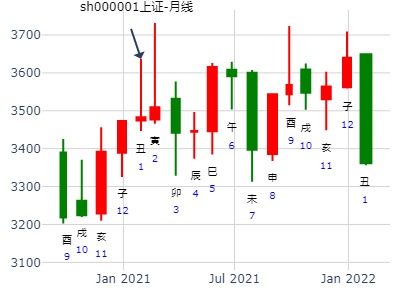 sh000001上证-月线
3700
3600
3500
3400
3300
3200
3100
酉
9
戌
10
亥
11
子
12
丑
1
寅
2
卯
3
辰
4
巳
5
午
6
未
7
申
8
酉
9
戌
10
亥
11
子
12
丑
1
Jan 2021
Jul 2021
Jan 2022